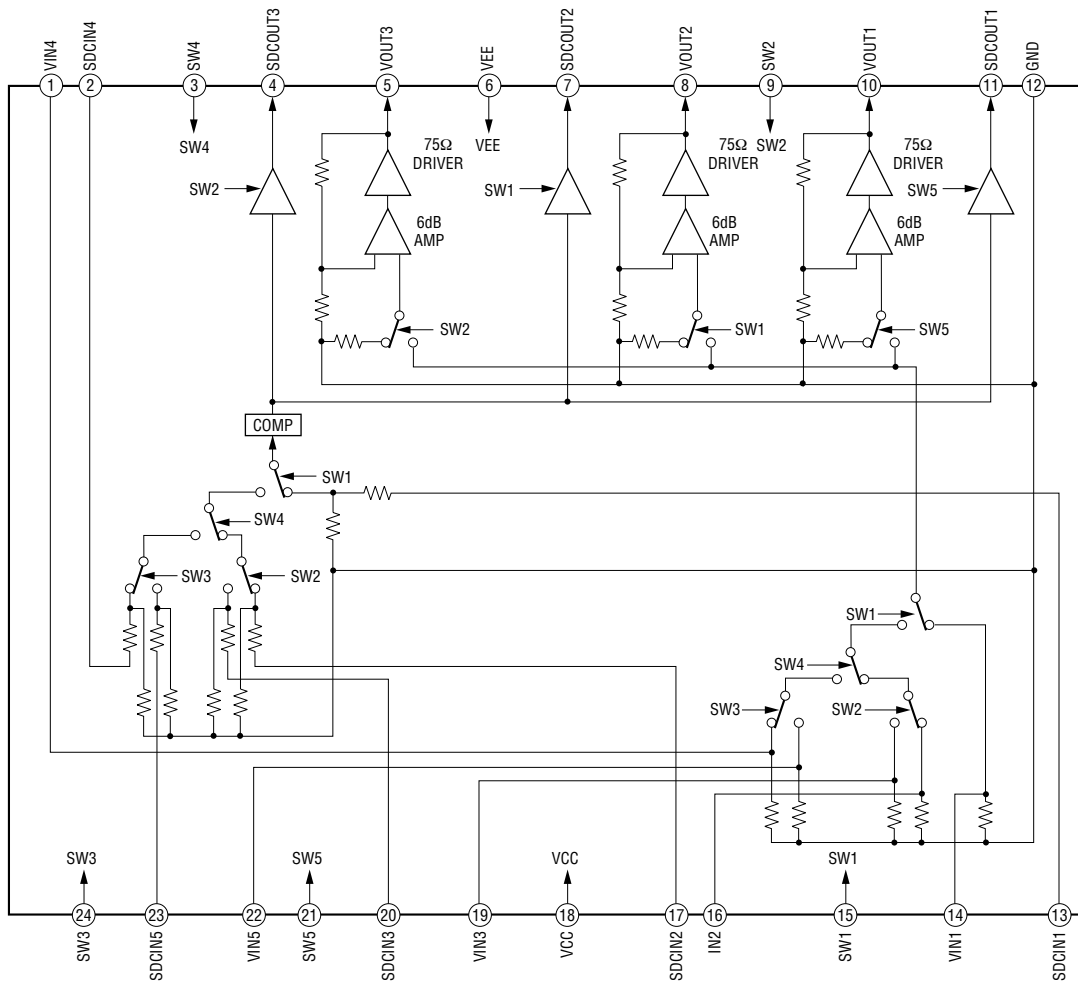 VIN4
SDCIN4
SW4
SDCOUT3
VOUT3
VEE
SDCOUT2
VOUT2
SW2
VOUT1
SDCOUT1
GND
1
2
3
4
5
6
7
8
9
10
11
12
SW4
VEE
SW2
75Ω
DRIVER
75Ω
DRIVER
75Ω
DRIVER
SW2
SW1
SW5
6dB
AMP
6dB
AMP
6dB
AMP
SW2
SW1
SW5
COMP
SW1
SW4
SW3
SW2
SW1
SW4
SW3
SW2
SW3
SW5
VCC
SW1
24
23
22
21
20
19
18
17
16
15
14
13
SW3
SDCIN5
VIN5
SW5
SDCIN3
VIN3
VCC
SDCIN2
IN2
SW1
VIN1
SDCIN1